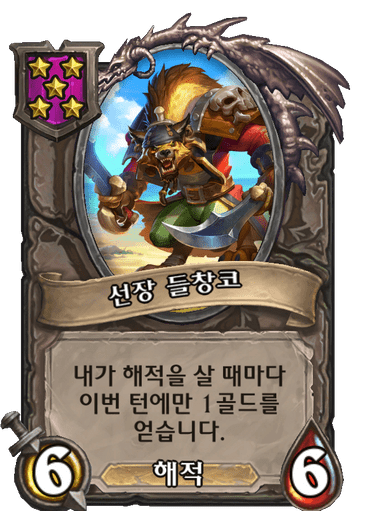 선장 들창코
내가 해적을 살 때마다
이번 턴에만 1골드를
얻습니다.
6
해적
6